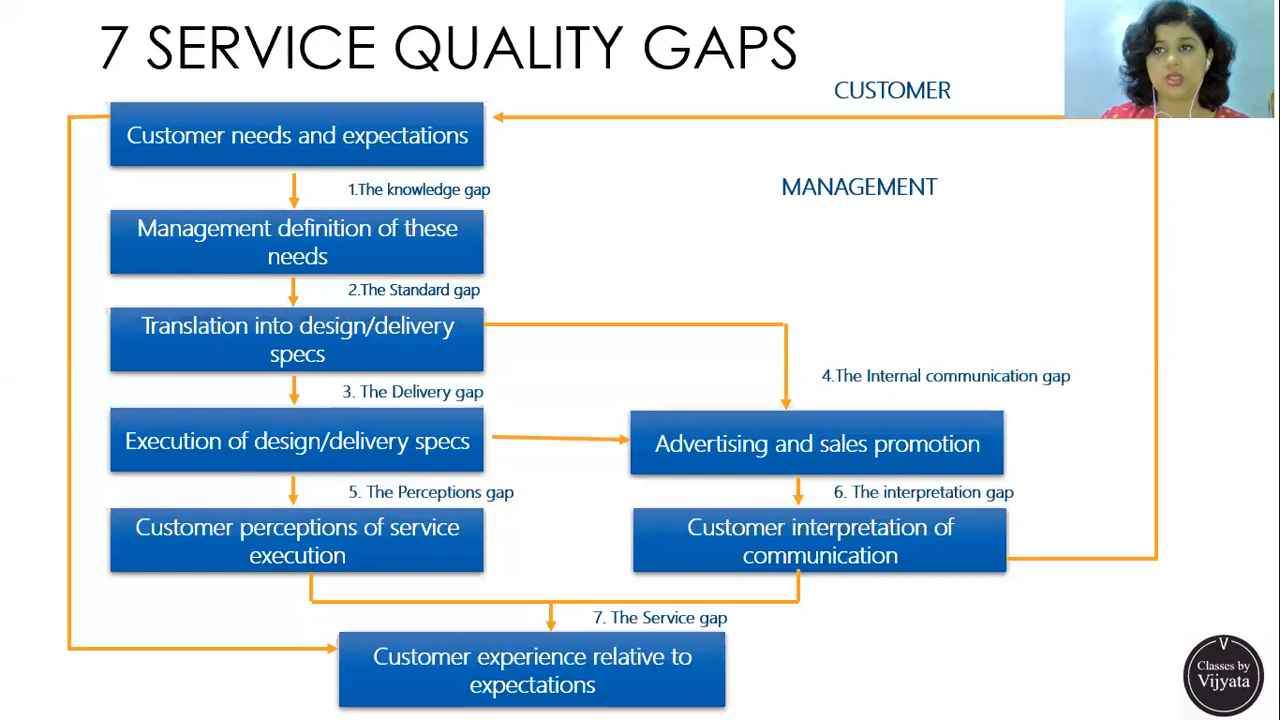 7 SERVICE QUALITY GAPS
CUSTOMER
Customer needs and expectations
1.The knowledge gap
MANAGEMENT
Management definition of these
needs
2.The Standard gap
Translation into design/delivery
specs
3. The Delivery gap
4.The Internal communication gap
Execution of design/delivery specs
Advertising and sales promotion
5. The Perceptions gap
6. The interpretation gap
Customer perceptions of service
execution
Customer interpretation of
communication
7. The Service gap
Customer experience relative to
expectations
V
Classes by
Vijyata